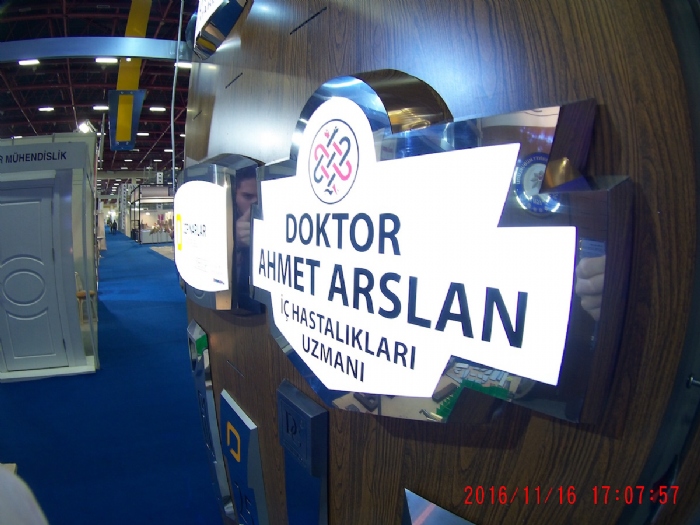 R MÜHENDİSLİK
DOKTOR
AHMET ARSLAN
İÇ HASTALIKLARI
UZMANI
2016/11/16 17:07:57